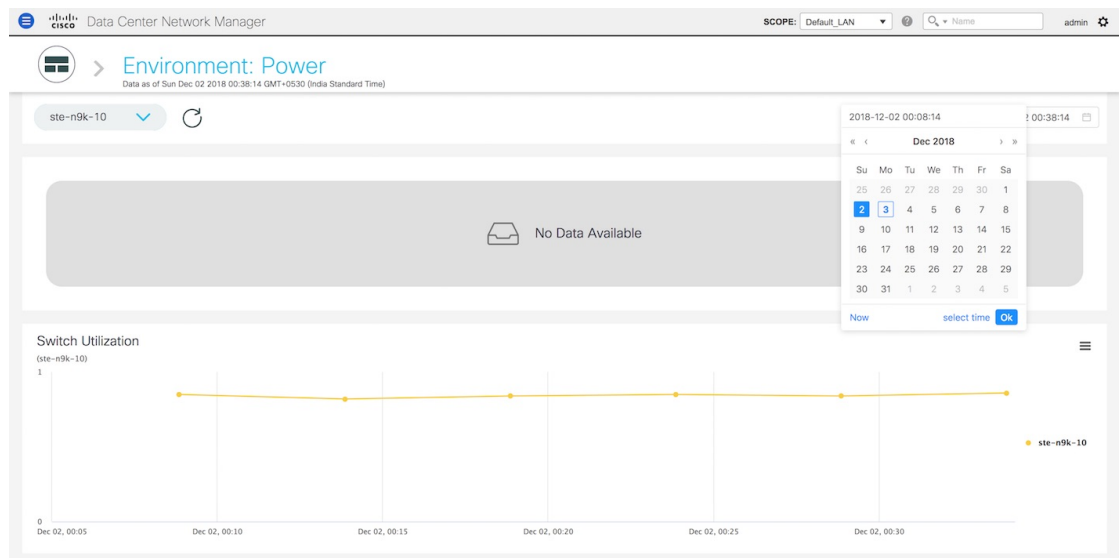 CISCO Data Center Network Manager SCOPE: Default_LAN ▼ ? Name admin
Environment: Power
Data as of Sun Dec 02 2018 00:38:14 GMT+0530 (India Standard Time)
ste-n9k-10
2018-12-02 00:08:14
2 00:38:14
« ‹ Dec 2018 › »
Su Mo Tu We Th Fr Sa
25 26 27 28 29 30 1
2 3 4 5 6 7 8
9 10 11 12 13 14 15
16 17 18 19 20 21 22
23 24 25 26 27 28 29
30 31 1 2 3 4 5
Now select time Ok
No Data Available
Switch Utilization
(ste-n9k-10)
1
ste-n9k-10
0
Dec 02, 00:05 Dec 02, 00:10 Dec 02, 00:15 Dec 02, 00:20 Dec 02, 00:25 Dec 02, 00:30